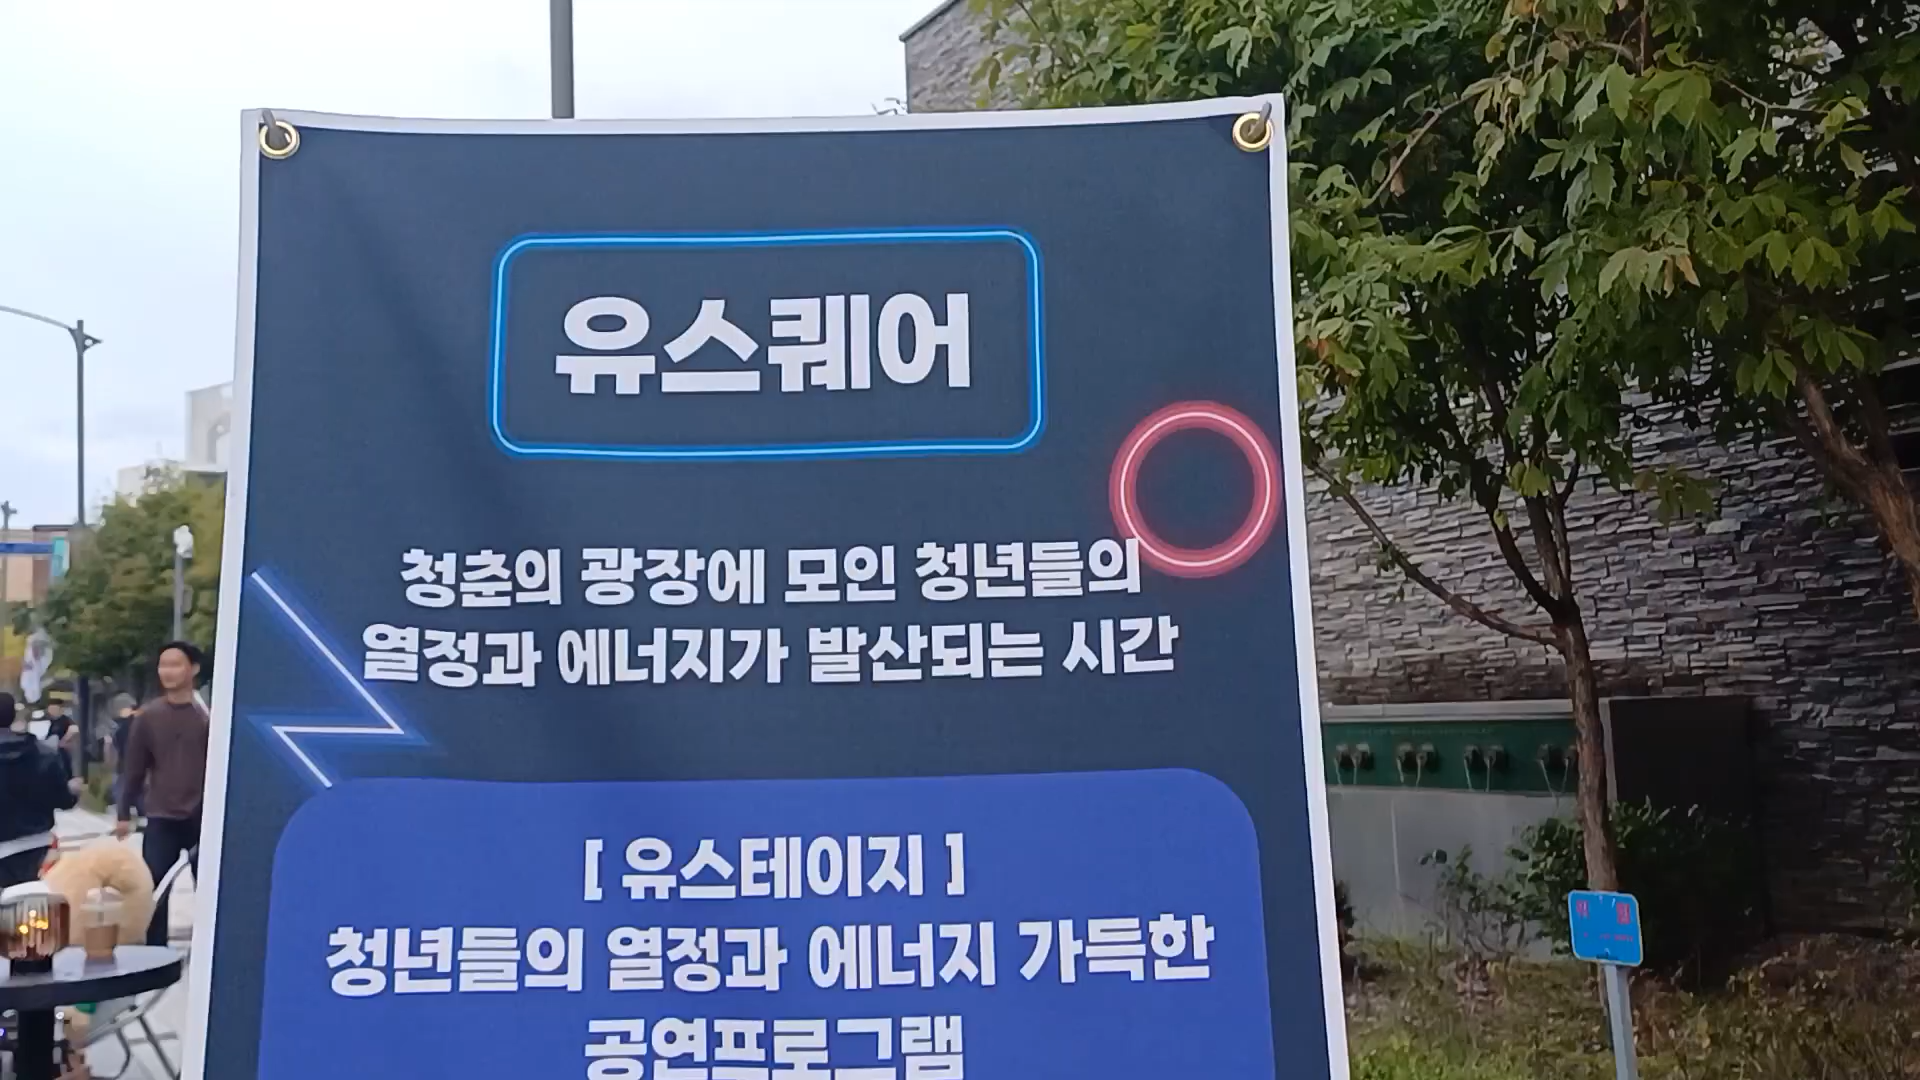 유스퀘어
청춘의 광장에 모인 청년들의
열정과 에너지가 발산되는 시간
[ 유스테이지 ]
청년들의 열정과 에너지 가득한
공연프로그램